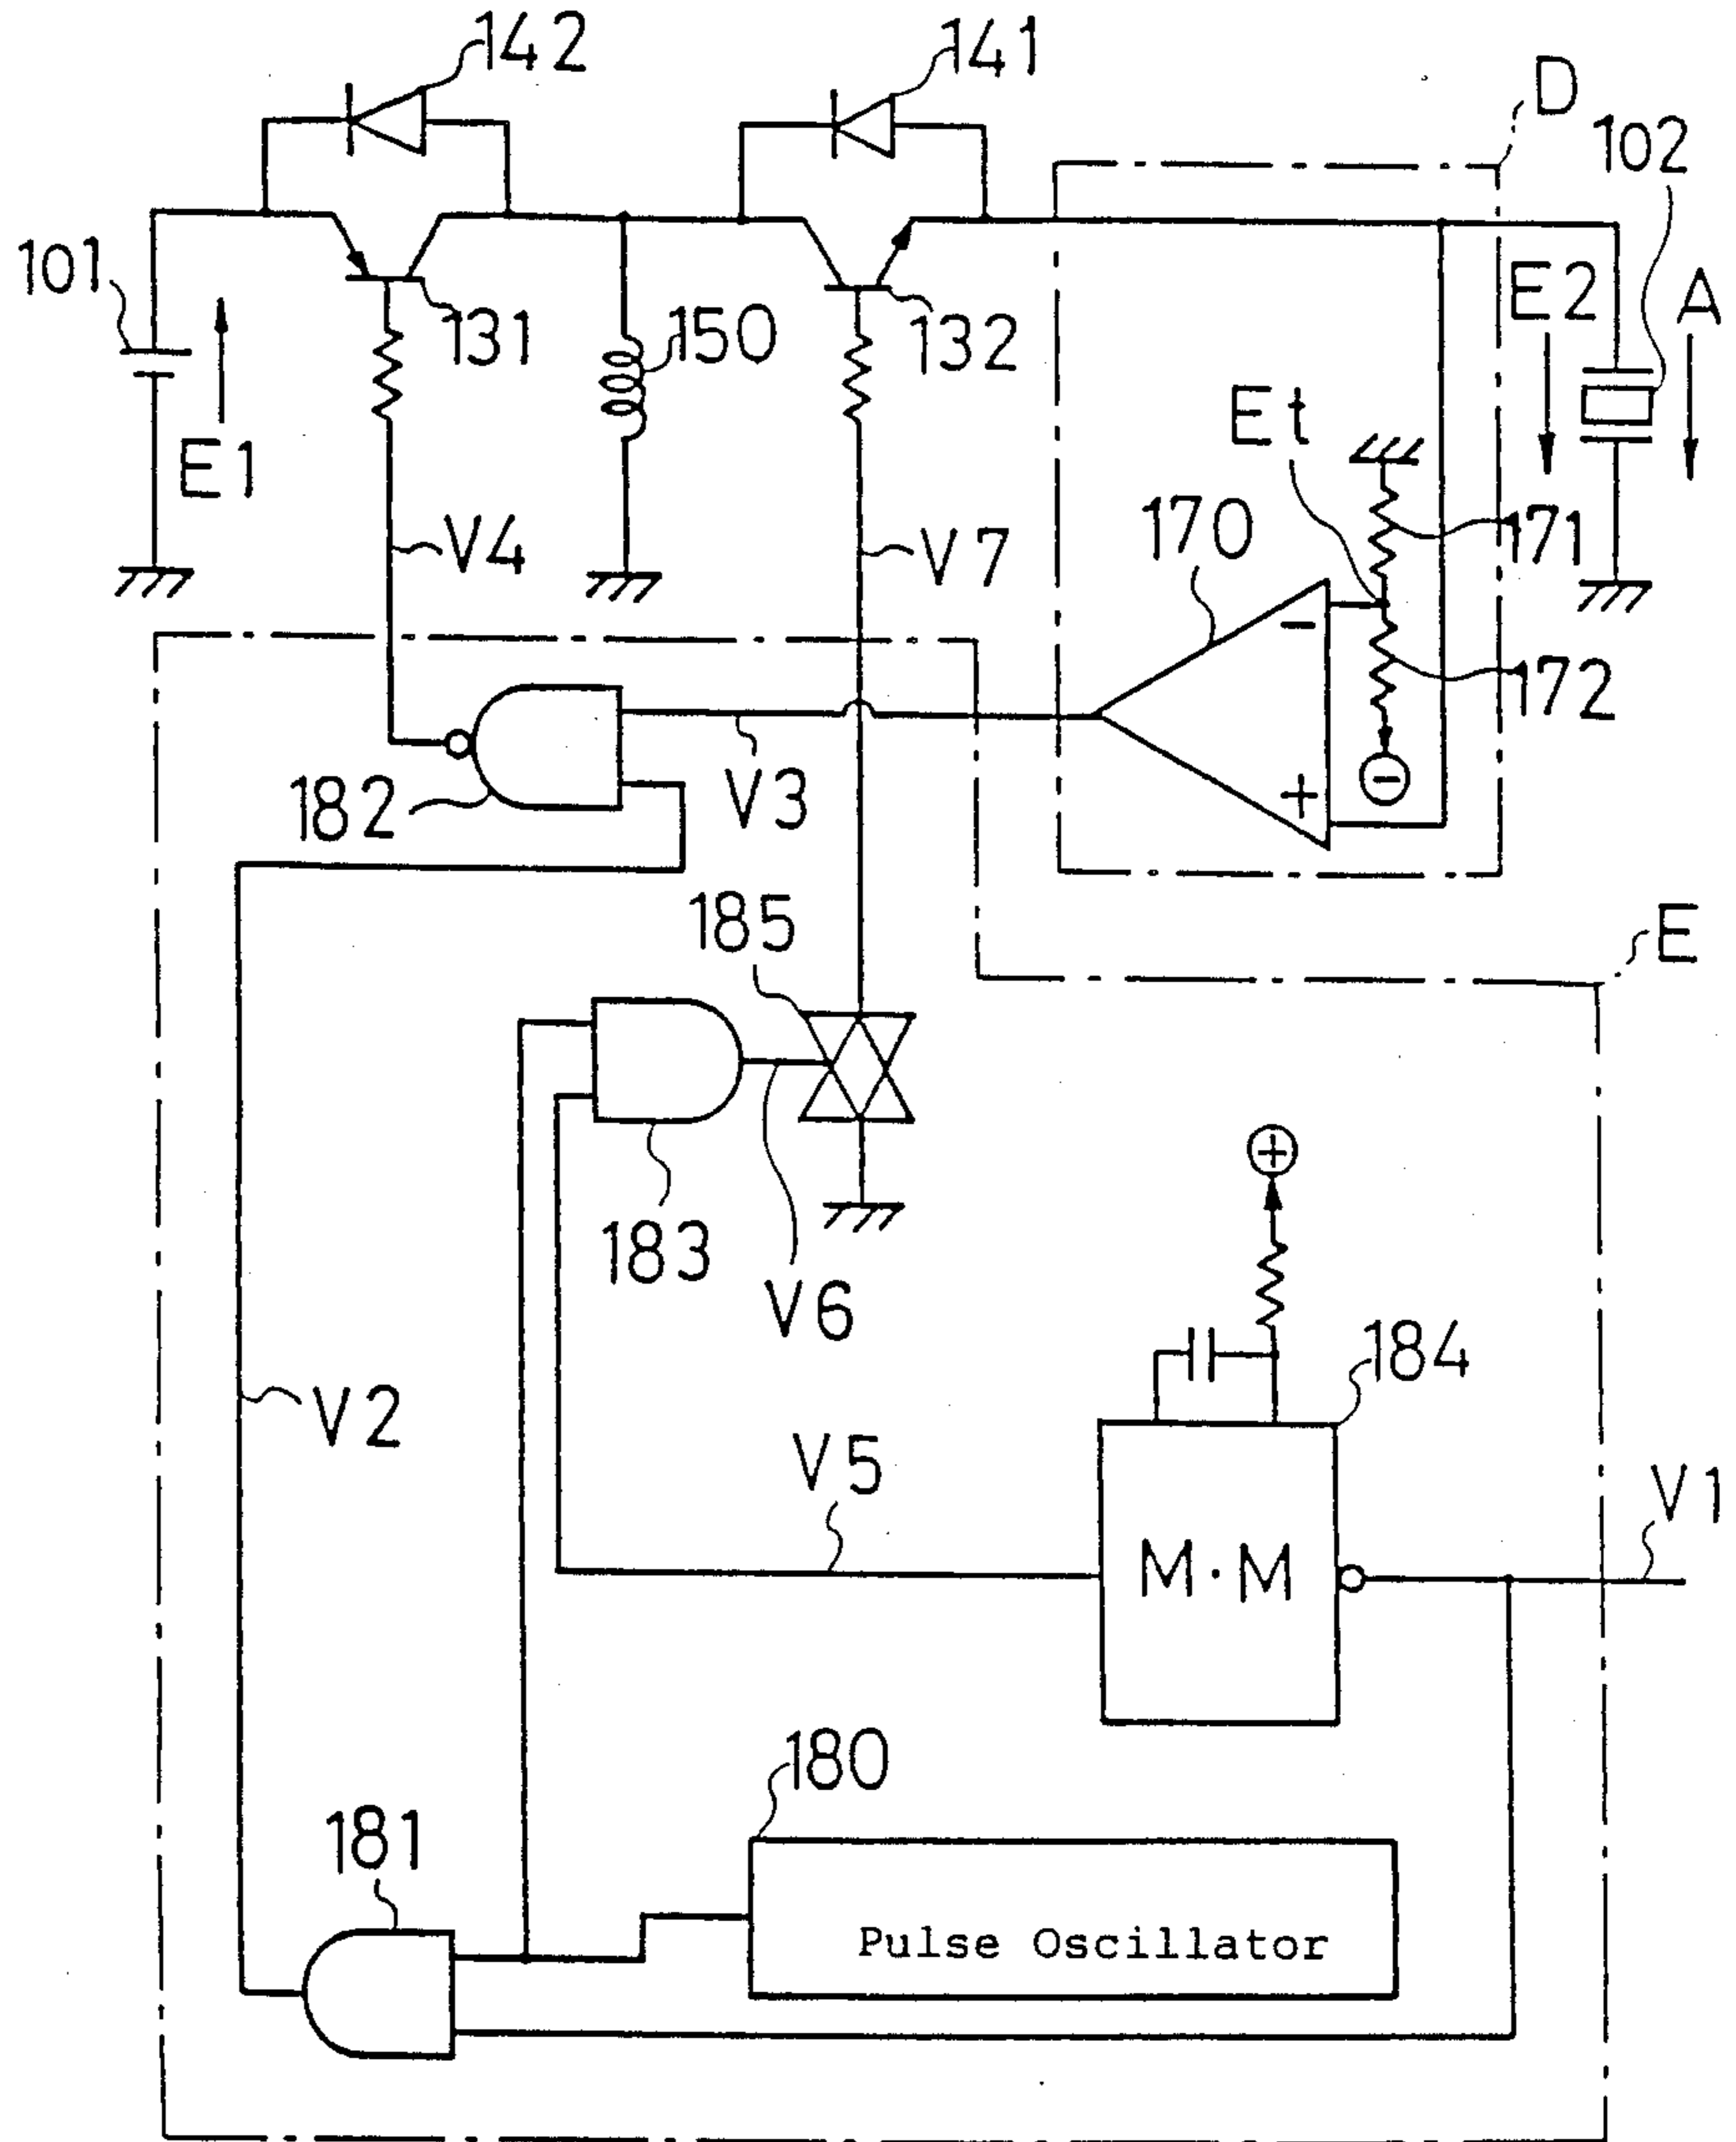 142
141
D
102
101
E1
131
150
132
E2
A
Et
V4
V7
170
-
171
172
+
-
182
V3
185
E
183
V6
+
184
V2
V5
M·M
V1
180
Pulse Oscillator
181